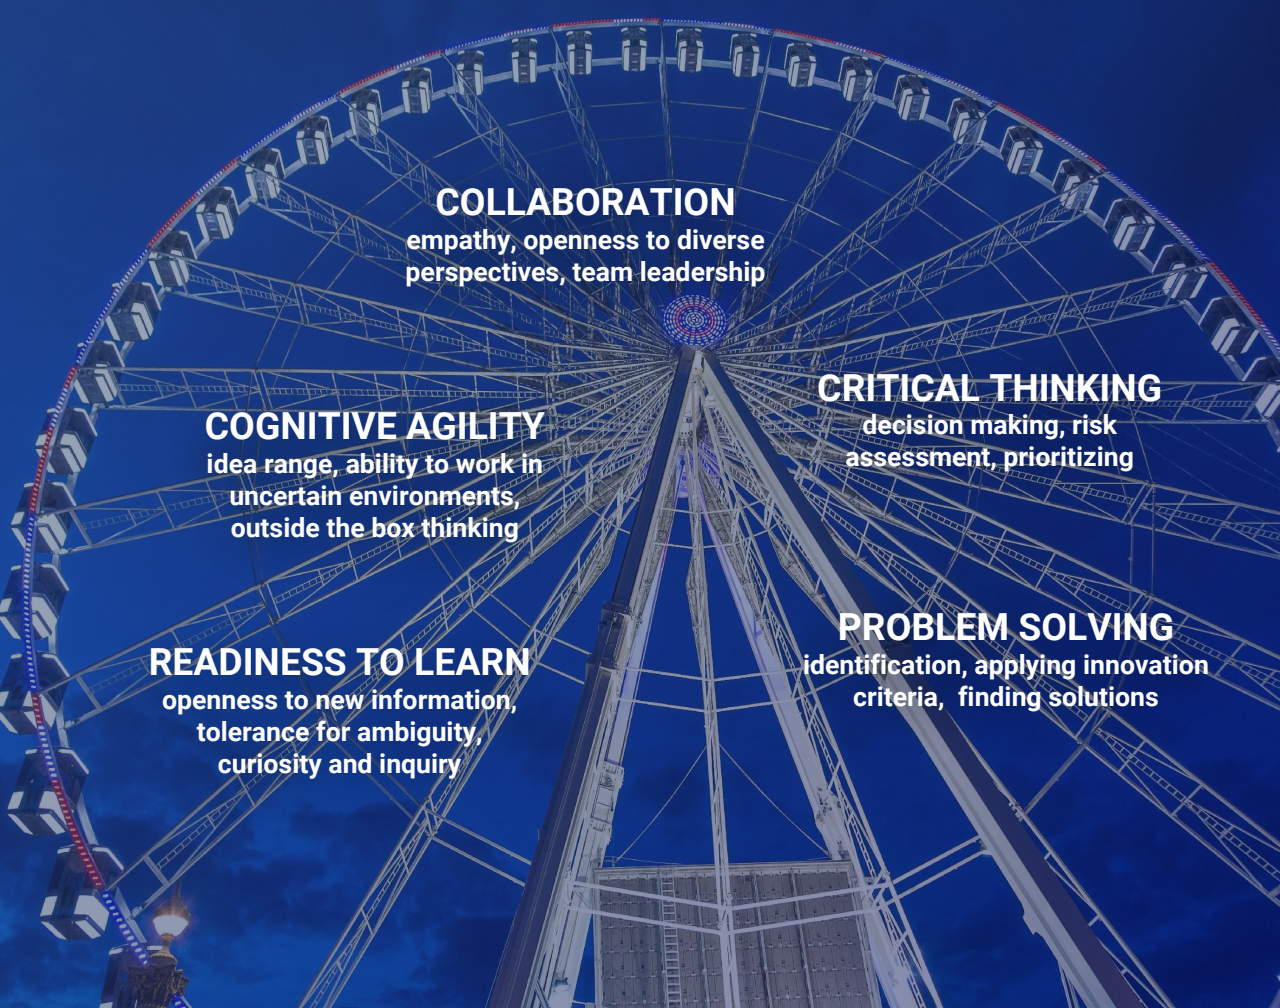 COLLABORATION
empathy, openness to diverse
perspectives, team leadership
CRITICAL THINKING
decision making, risk
assessment, prioritizing
COGNITIVE AGILITY
idea range, ability to work in
uncertain environments,
outside the box thinking
PROBLEM SOLVING
identification, applying innovation
criteria,  finding solutions
READINESS TO LEARN
openness to new information,
tolerance for ambiguity,
curiosity and inquiry